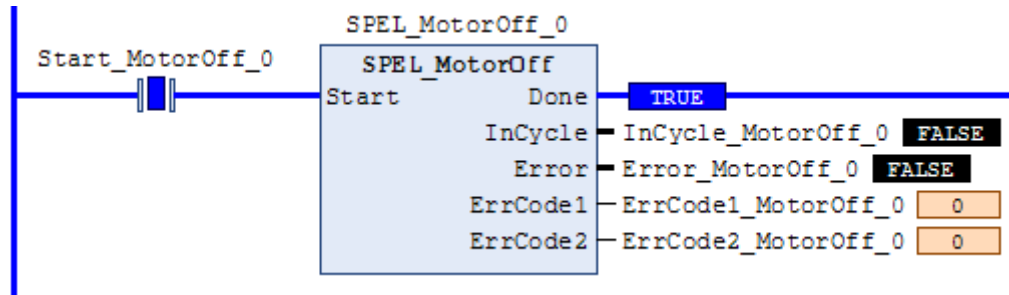 SPEL_MotorOff_0
Start_MotorOff_0
SPEL_MotorOff
Start Done TRUE
InCycle InCycle_MotorOff_0 FALSE
Error Error_MotorOff_0 FALSE
ErrCode1 ErrCode1_MotorOff_0 0
ErrCode2 ErrCode2_MotorOff_0 0